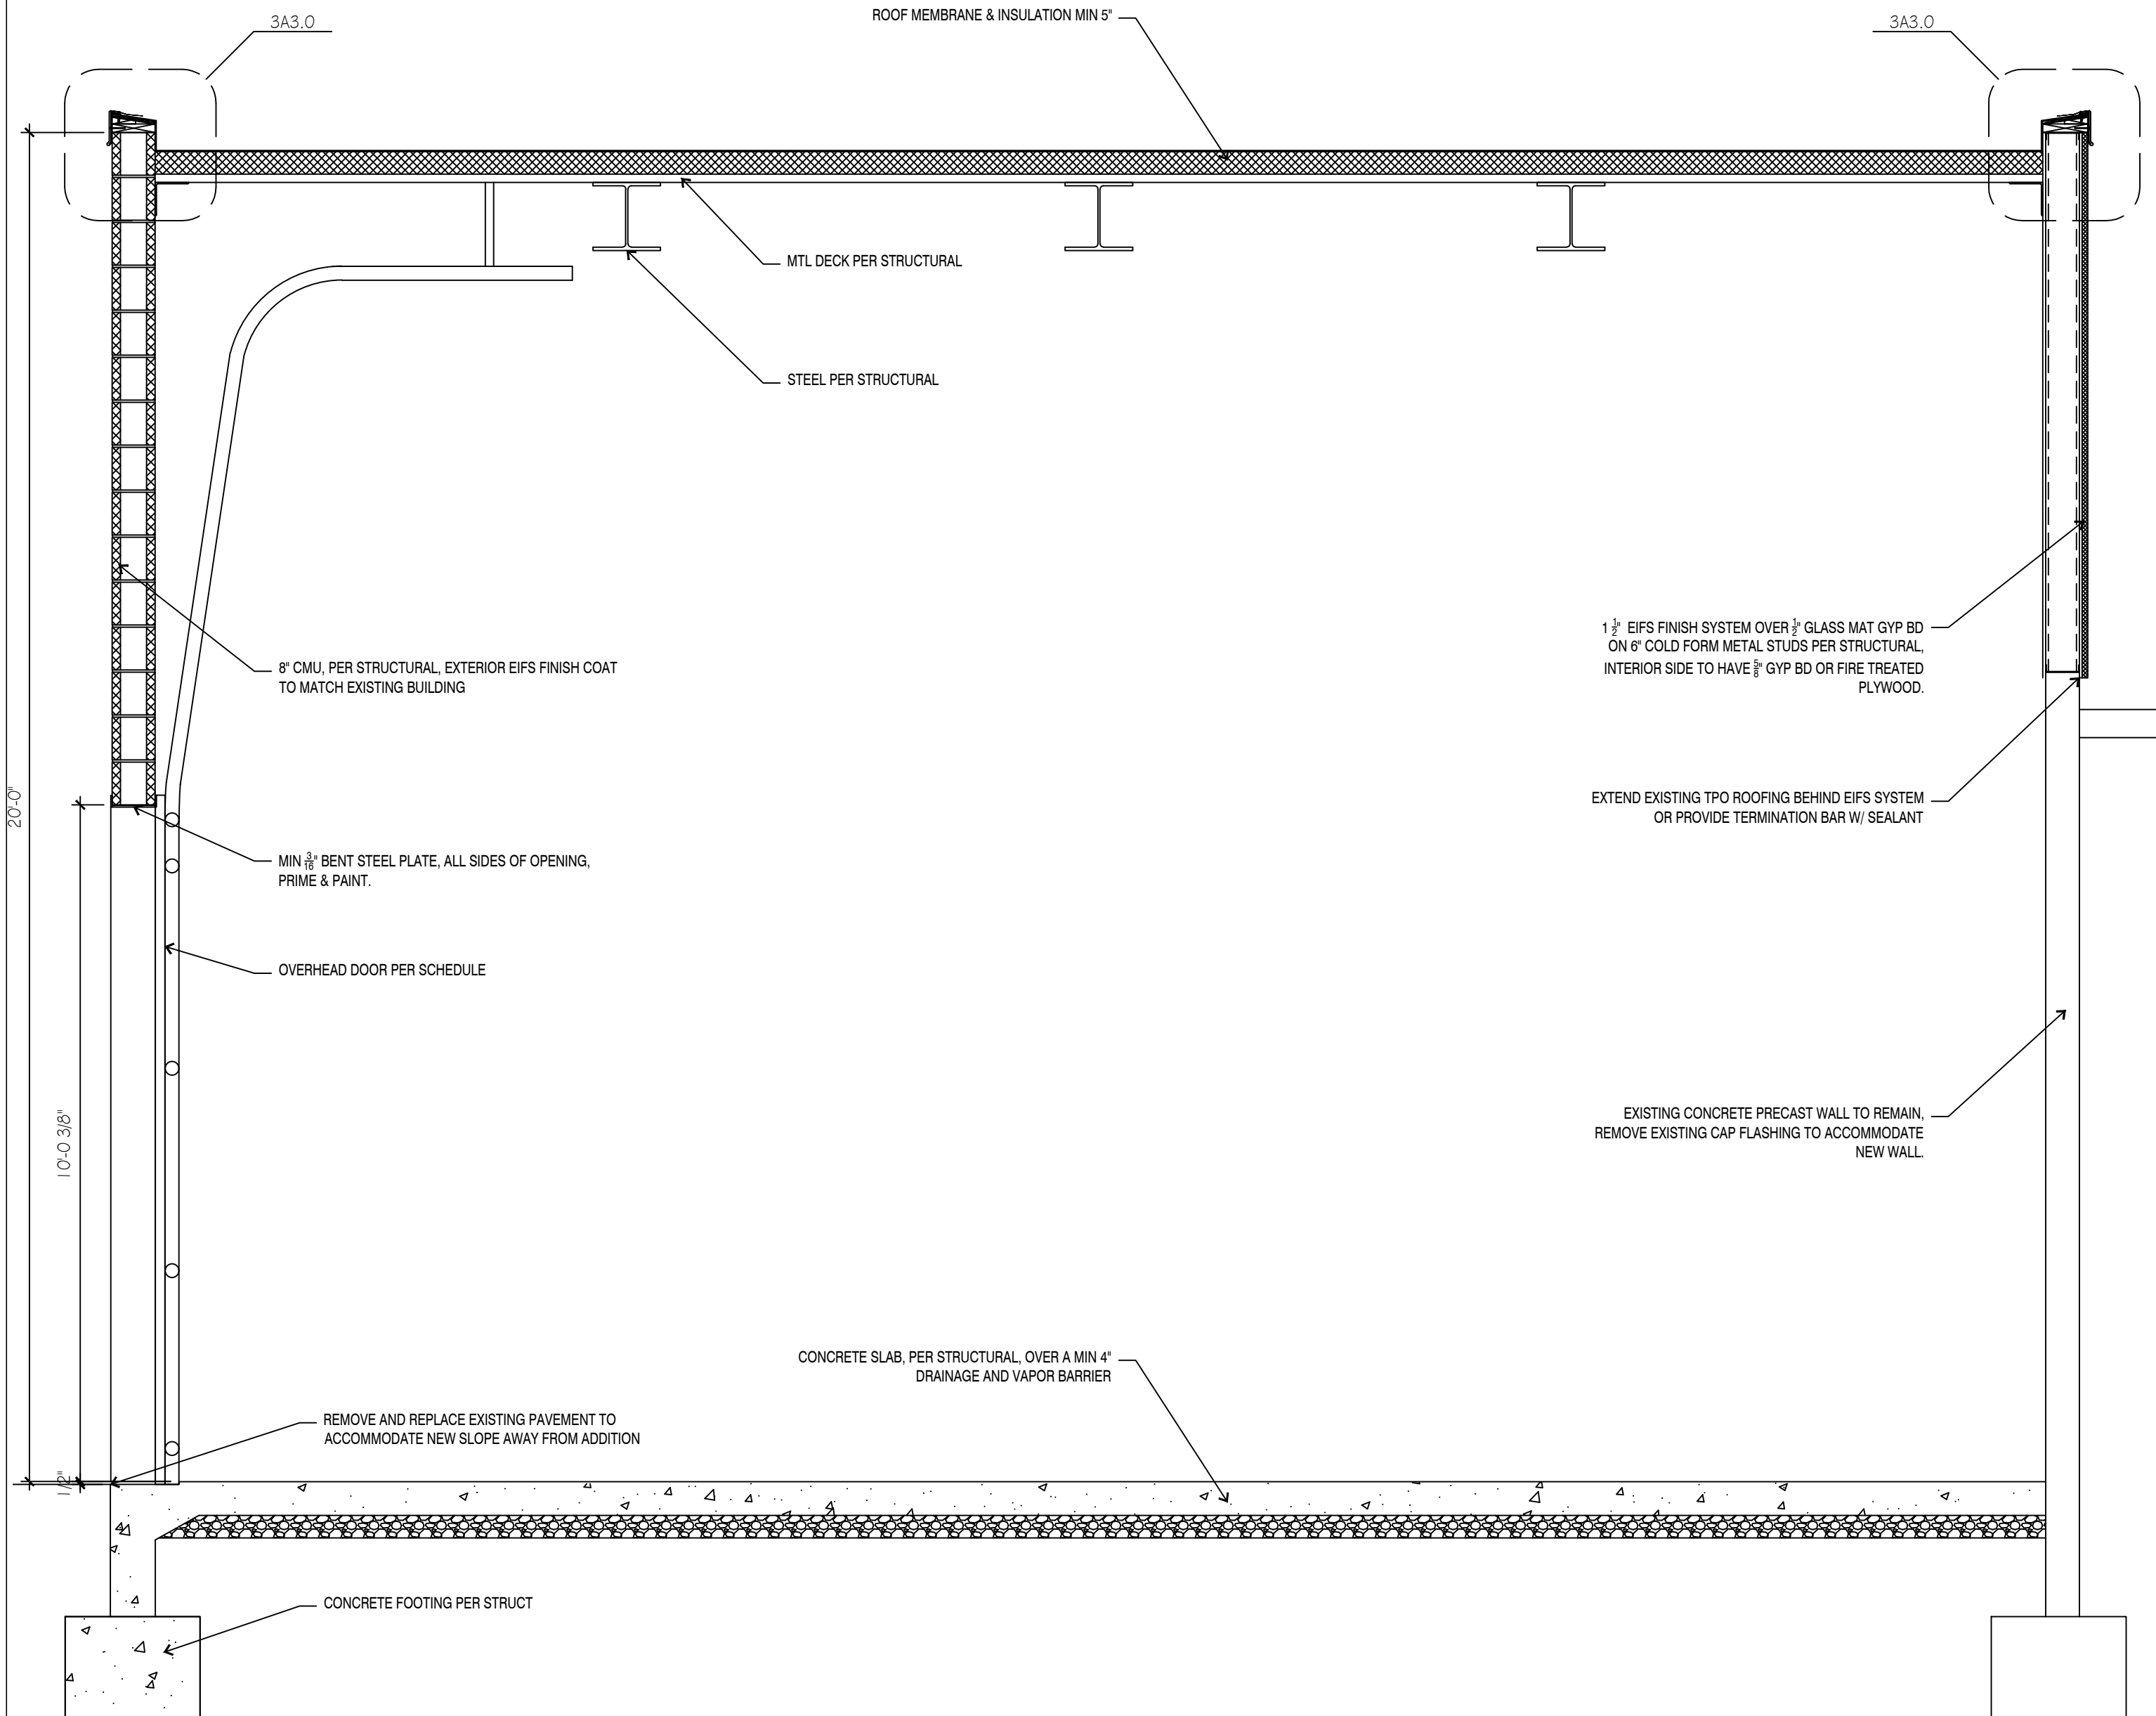 3A3.0
ROOF MEMBRANE & INSULATION MIN 5"
3A3.0
MTL DECK PER STRUCTURAL
STEEL PER STRUCTURAL
8" CMU, PER STRUCTURAL, EXTERIOR EIFS FINISH COAT
TO MATCH EXISTING BUILDING
1 1/2" EIFS FINISH SYSTEM OVER 1/2" GLASS MAT GYP BD
ON 6" COLD FORM METAL STUDS PER STRUCTURAL,
INTERIOR SIDE TO HAVE 5/8" GYP BD OR FIRE TREATED
PLYWOOD.
20'-0"
EXTEND EXISTING TPO ROOFING BEHIND EIFS SYSTEM
OR PROVIDE TERMINATION BAR W/ SEALANT
MIN 3/16" BENT STEEL PLATE, ALL SIDES OF OPENING,
PRIME & PAINT.
OVERHEAD DOOR PER SCHEDULE
10'-0 3/8"
EXISTING CONCRETE PRECAST WALL TO REMAIN,
REMOVE EXISTING CAP FLASHING TO ACCOMMODATE
NEW WALL.
CONCRETE SLAB, PER STRUCTURAL, OVER A MIN 4"
DRAINAGE AND VAPOR BARRIER
REMOVE AND REPLACE EXISTING PAVEMENT TO
ACCOMMODATE NEW SLOPE AWAY FROM ADDITION
1/2"
CONCRETE FOOTING PER STRUCT